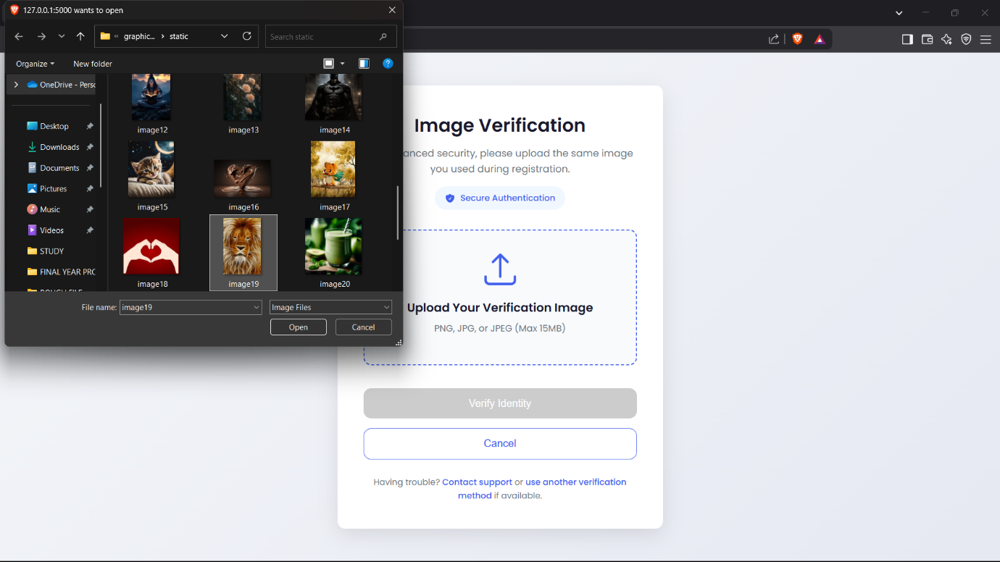 127.0.0.1:5000 wants to open
« graphic... › static
Search static
Organize
New folder
OneDrive - Perso
Desktop
Downloads
Documents
Pictures
Music
Videos
STUDY
FINAL YEAR PRO
image12
image13
image14
image15
image16
image17
image18
image19
image20
File name: image19
Image Files
Open
Cancel
Image Verification
anced security, please upload the same image
you used during registration.
Secure Authentication
Upload Your Verification Image
PNG, JPG, or JPEG (Max 15MB)
Verify Identity
Cancel
Having trouble? Contact support or use another verification
method if available.